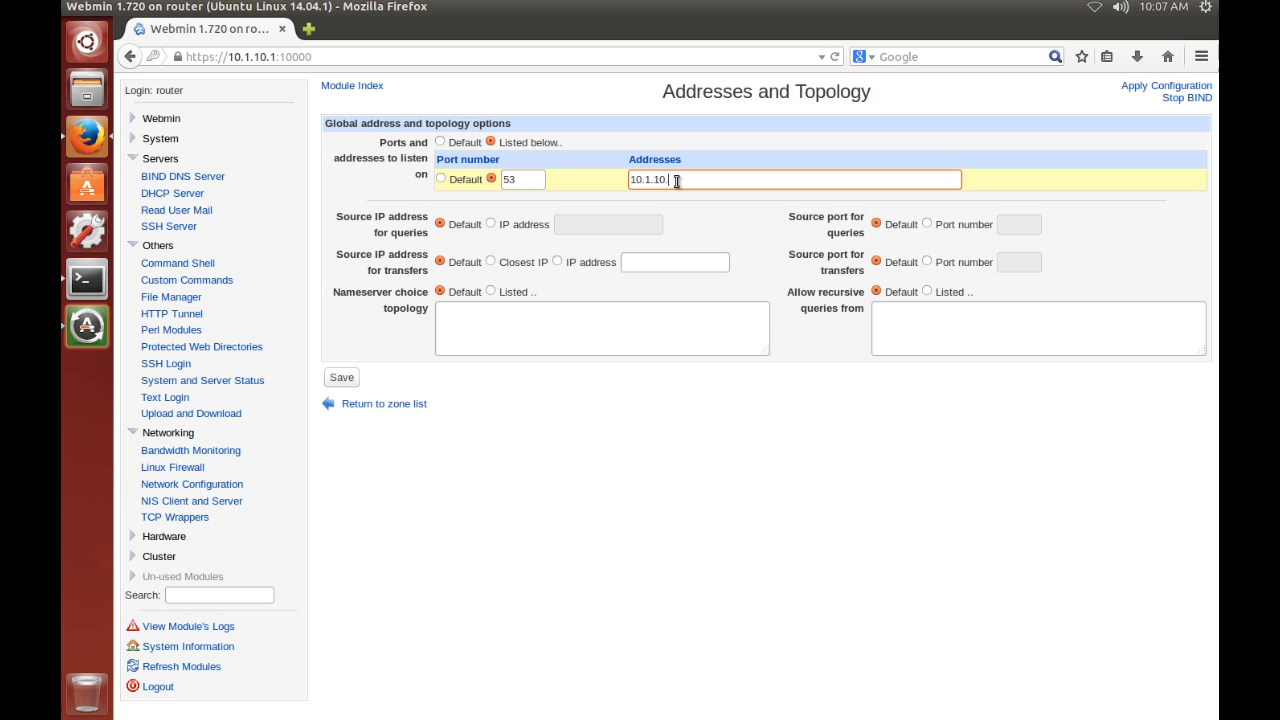 Webmin 1.720 on router (Ubuntu Linux 14.04.1) - Mozilla Firefox
10:07 AM
Webmin 1.720 on ro...
https://10.1.10.1:10000
Google
Login: router
Webmin
System
Servers
BIND DNS Server
DHCP Server
Read User Mail
SSH Server
Others
Command Shell
Custom Commands
File Manager
HTTP Tunnel
Perl Modules
Protected Web Directories
SSH Login
System and Server Status
Text Login
Upload and Download
Networking
Bandwidth Monitoring
Linux Firewall
Network Configuration
NIS Client and Server
TCP Wrappers
Hardware
Cluster
Un-used Modules
Search:
View Module's Logs
System Information
Refresh Modules
Logout
Module Index
Addresses and Topology
Apply Configuration
Stop BIND
Global address and topology options
Ports and addresses to listen on
Default Listed below..
Port number Addresses
Default 53 10.1.10.
Source IP address for queries
Default IP address
Source port for queries
Default Port number
Source IP address for transfers
Default Closest IP IP address
Source port for transfers
Default Port number
Nameserver choice topology
Default Listed ..
Allow recursive queries from
Default Listed ..
Save
Return to zone list